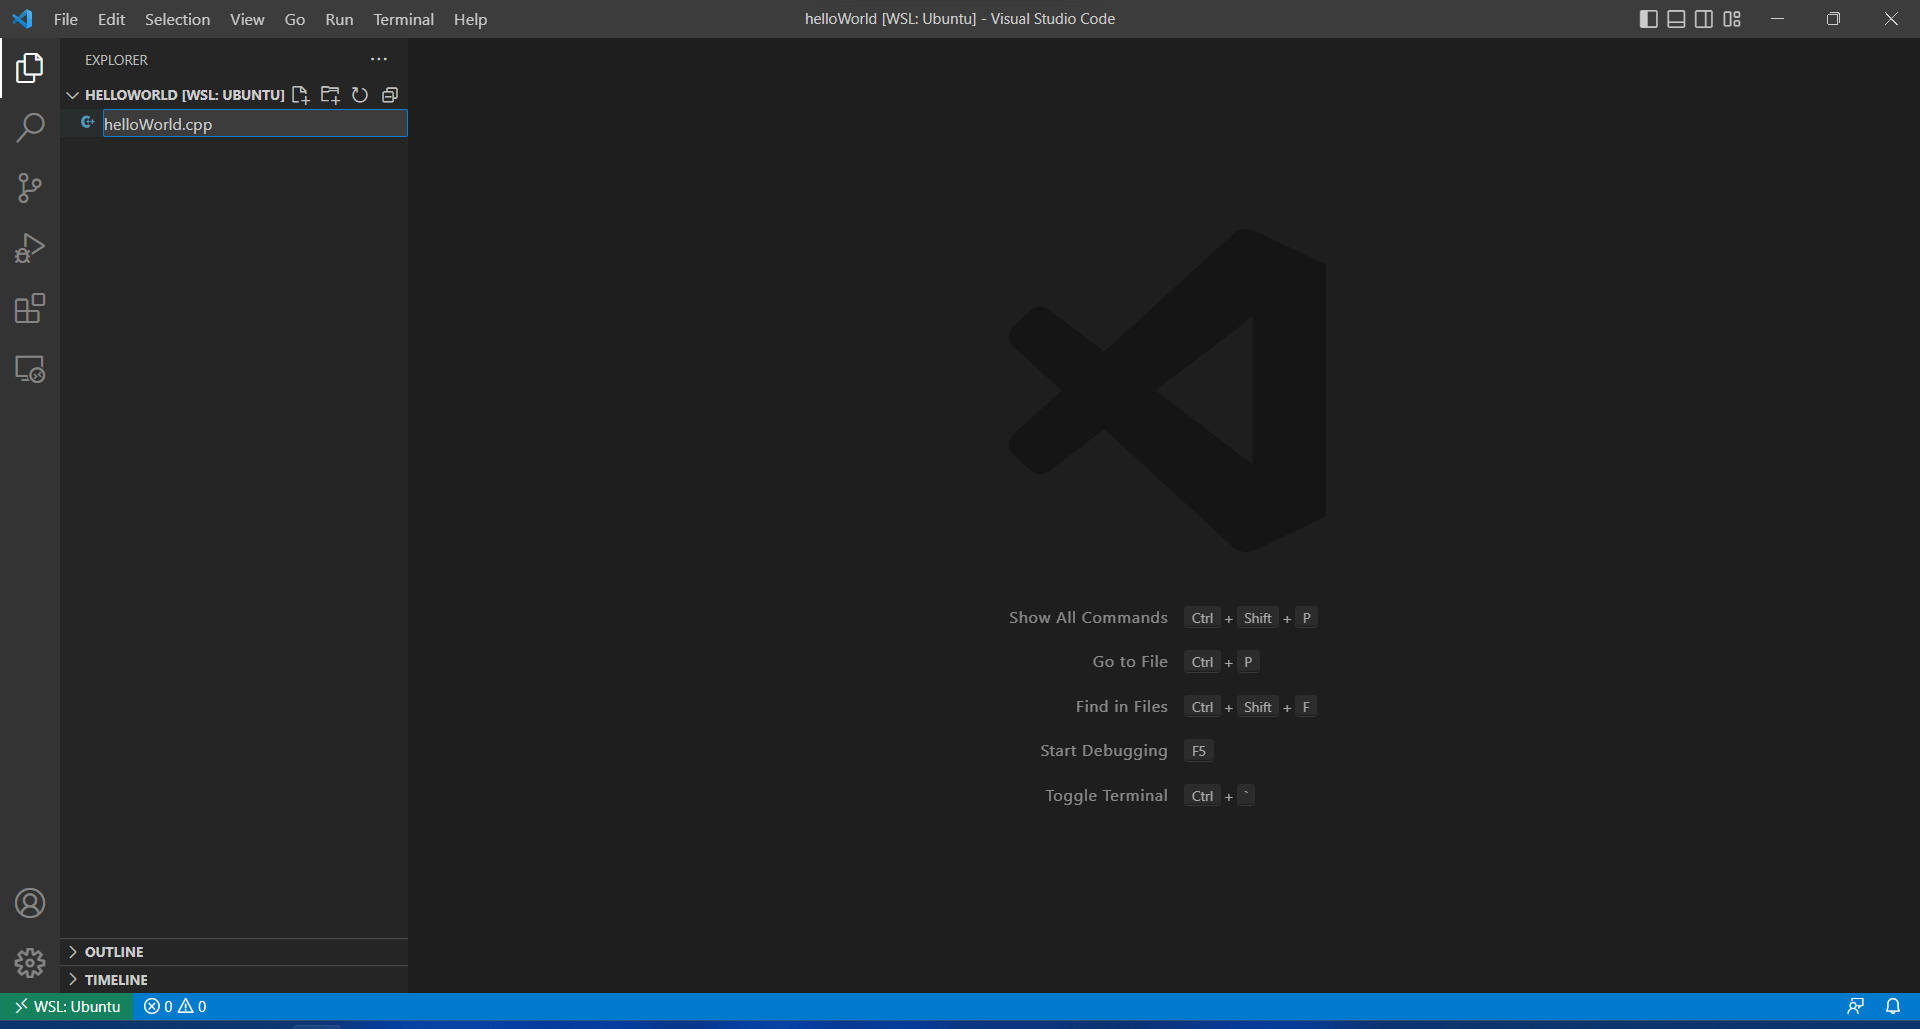 File Edit Selection View Go Run Terminal Help
helloWorld [WSL: Ubuntu] - Visual Studio Code
EXPLORER
HELLOWORLD [WSL: UBUNTU]
helloWorld.cpp
Show All Commands Ctrl + Shift + P
Go to File Ctrl + P
Find in Files Ctrl + Shift + F
Start Debugging F5
Toggle Terminal Ctrl + `
OUTLINE
TIMELINE
WSL: Ubuntu 0 0